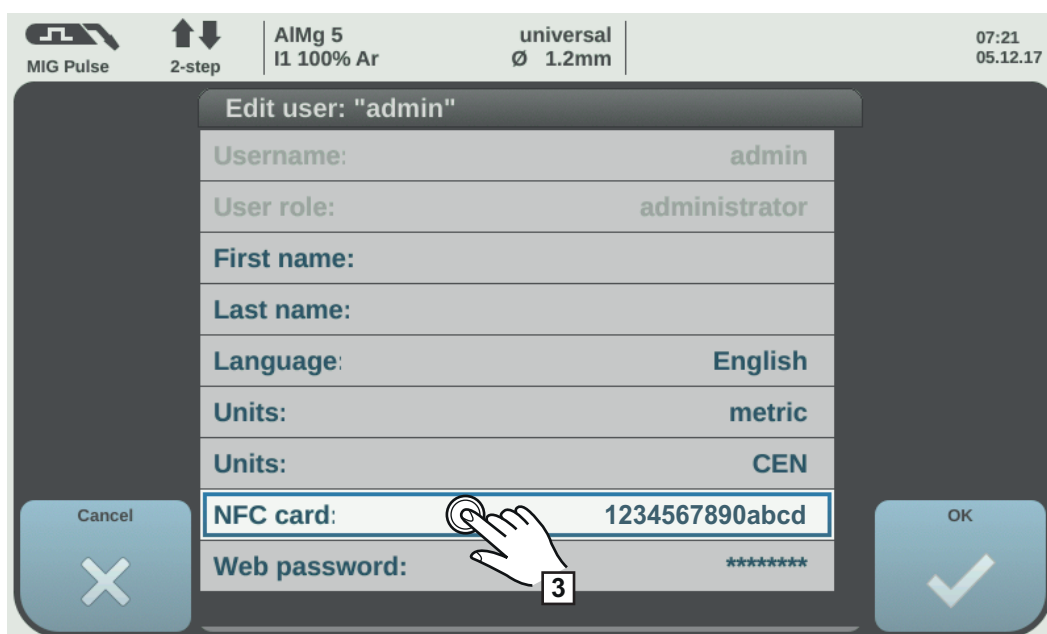 MIG Pulse
2-step
AlMg 5
I1 100% Ar
universal
Ø 1.2mm
07:21
05.12.17
Edit user: "admin"
Username: admin
User role: administrator
First name:
Last name:
Language: English
Units: metric
Units: CEN
NFC card: 1234567890abcd
Web password: ********
3
Cancel
OK